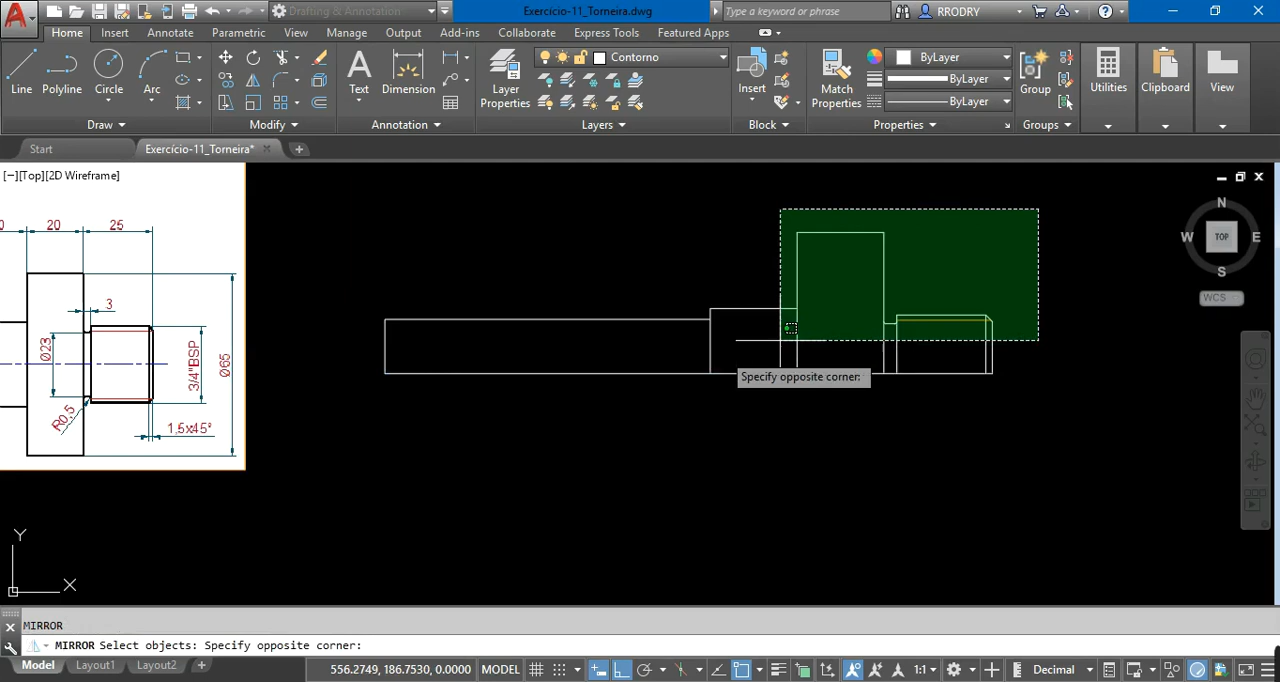 Drafting & Annotation
Exercício-11_Torneira.dwg
Type a keyword or phrase
RRODRY
Home
Insert
Annotate
Parametric
View
Manage
Output
Add-ins
Collaborate
Express Tools
Featured Apps
Line
Polyline
Circle
Arc
Draw
Modify
Text
Dimension
Annotation
Layer
Properties
Contorno
Layers
Insert
Block
Match
Properties
ByLayer
ByLayer
ByLayer
Properties
Group
Groups
Utilities
Clipboard
View
Start
Exercício-11_Torneira*
[−][Top][2D Wireframe]
0
20
25
3
Ø23
3/4"BSP
Ø65
R0,5
1,5x45°
Specify opposite corner:
N
W
TOP
E
S
WCS
Y
X
MIRROR
MIRROR Select objects: Specify opposite corner:
Model
Layout1
Layout2
+
556.2749, 186.7530, 0.0000
MODEL
1:1
Decimal